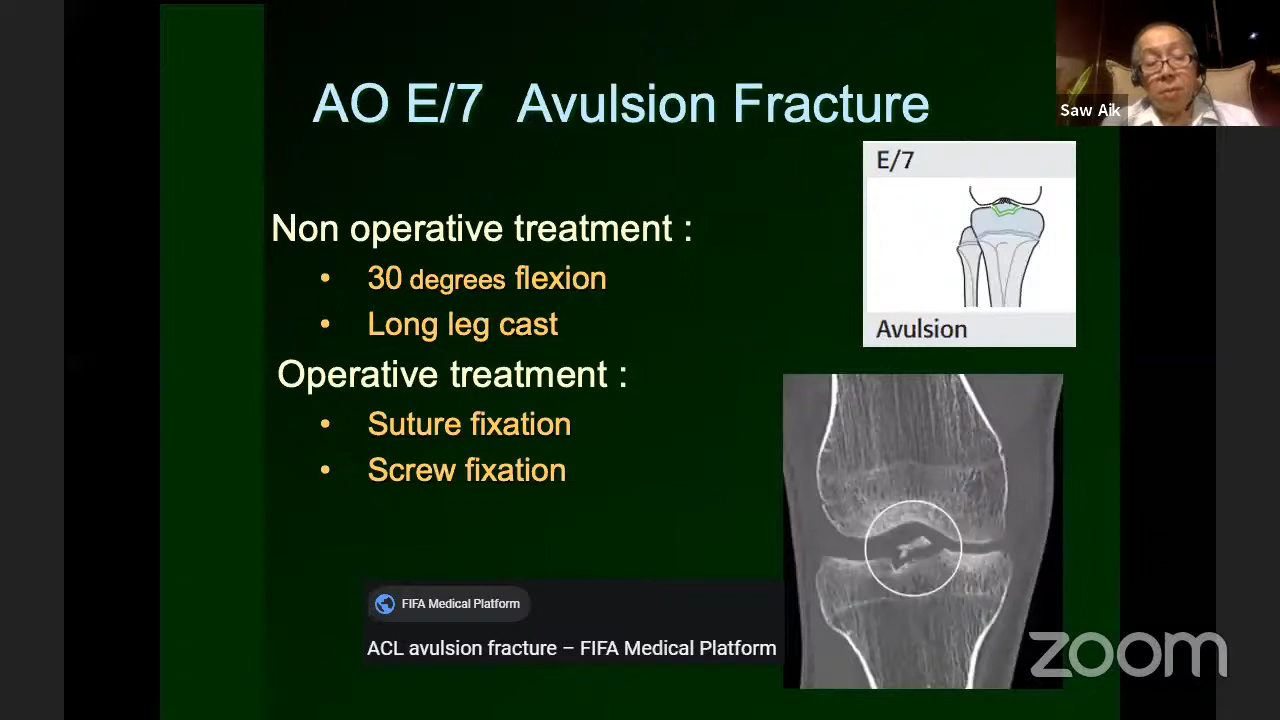 AO E/7 Avulsion Fracture
Saw Aik
E/7
Non operative treatment :
• 30 degrees flexion
• Long leg cast
Avulsion
Operative treatment :
• Suture fixation
• Screw fixation
FIFA Medical Platform
ACL avulsion fracture – FIFA Medical Platform
zoom